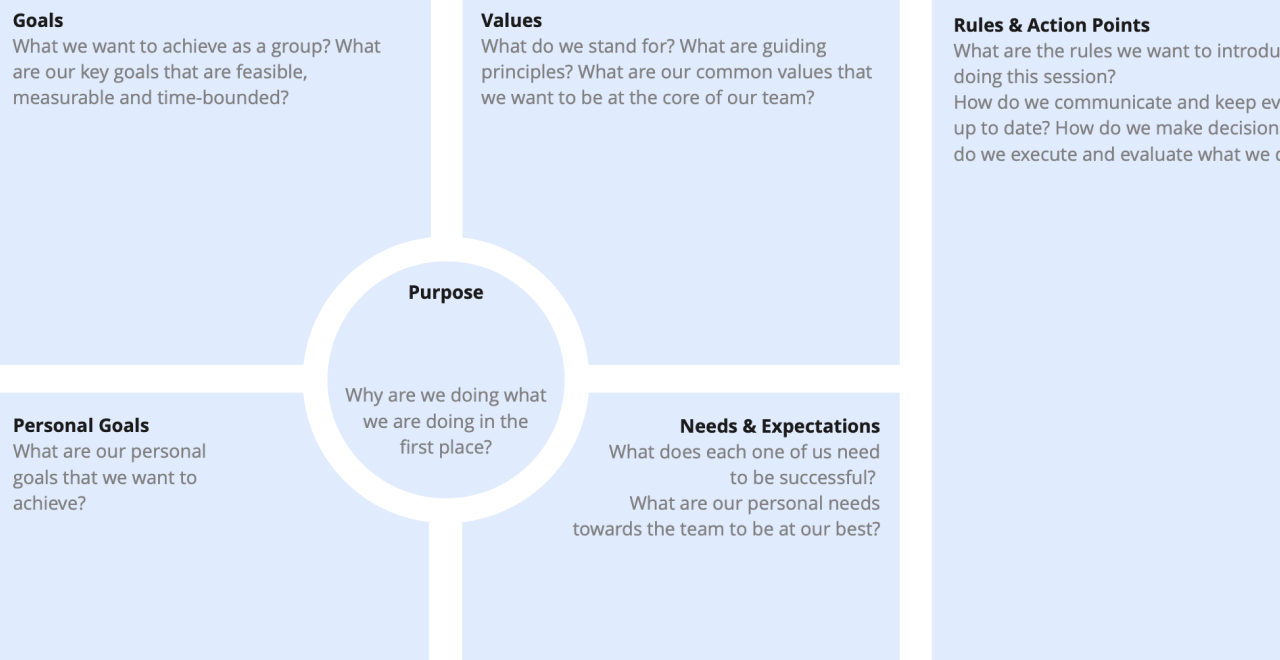 Goals
What we want to achieve as a group? What
are our key goals that are feasible,
measurable and time-bounded?
Values
What do we stand for? What are guiding
principles? What are our common values that
we want to be at the core of our team?
Rules & Action Points
What are the rules we want to
doing this session?
How do we communicate and keep
up to date? How do we make
do we execute and evaluate what we
Purpose
Why are we doing what
we are doing in the
first place?
Personal Goals
What are our personal
goals that we want to
achieve?
Needs & Expectations
What does each one of us need
to be successful?
What are our personal needs
towards the team to be at our best?